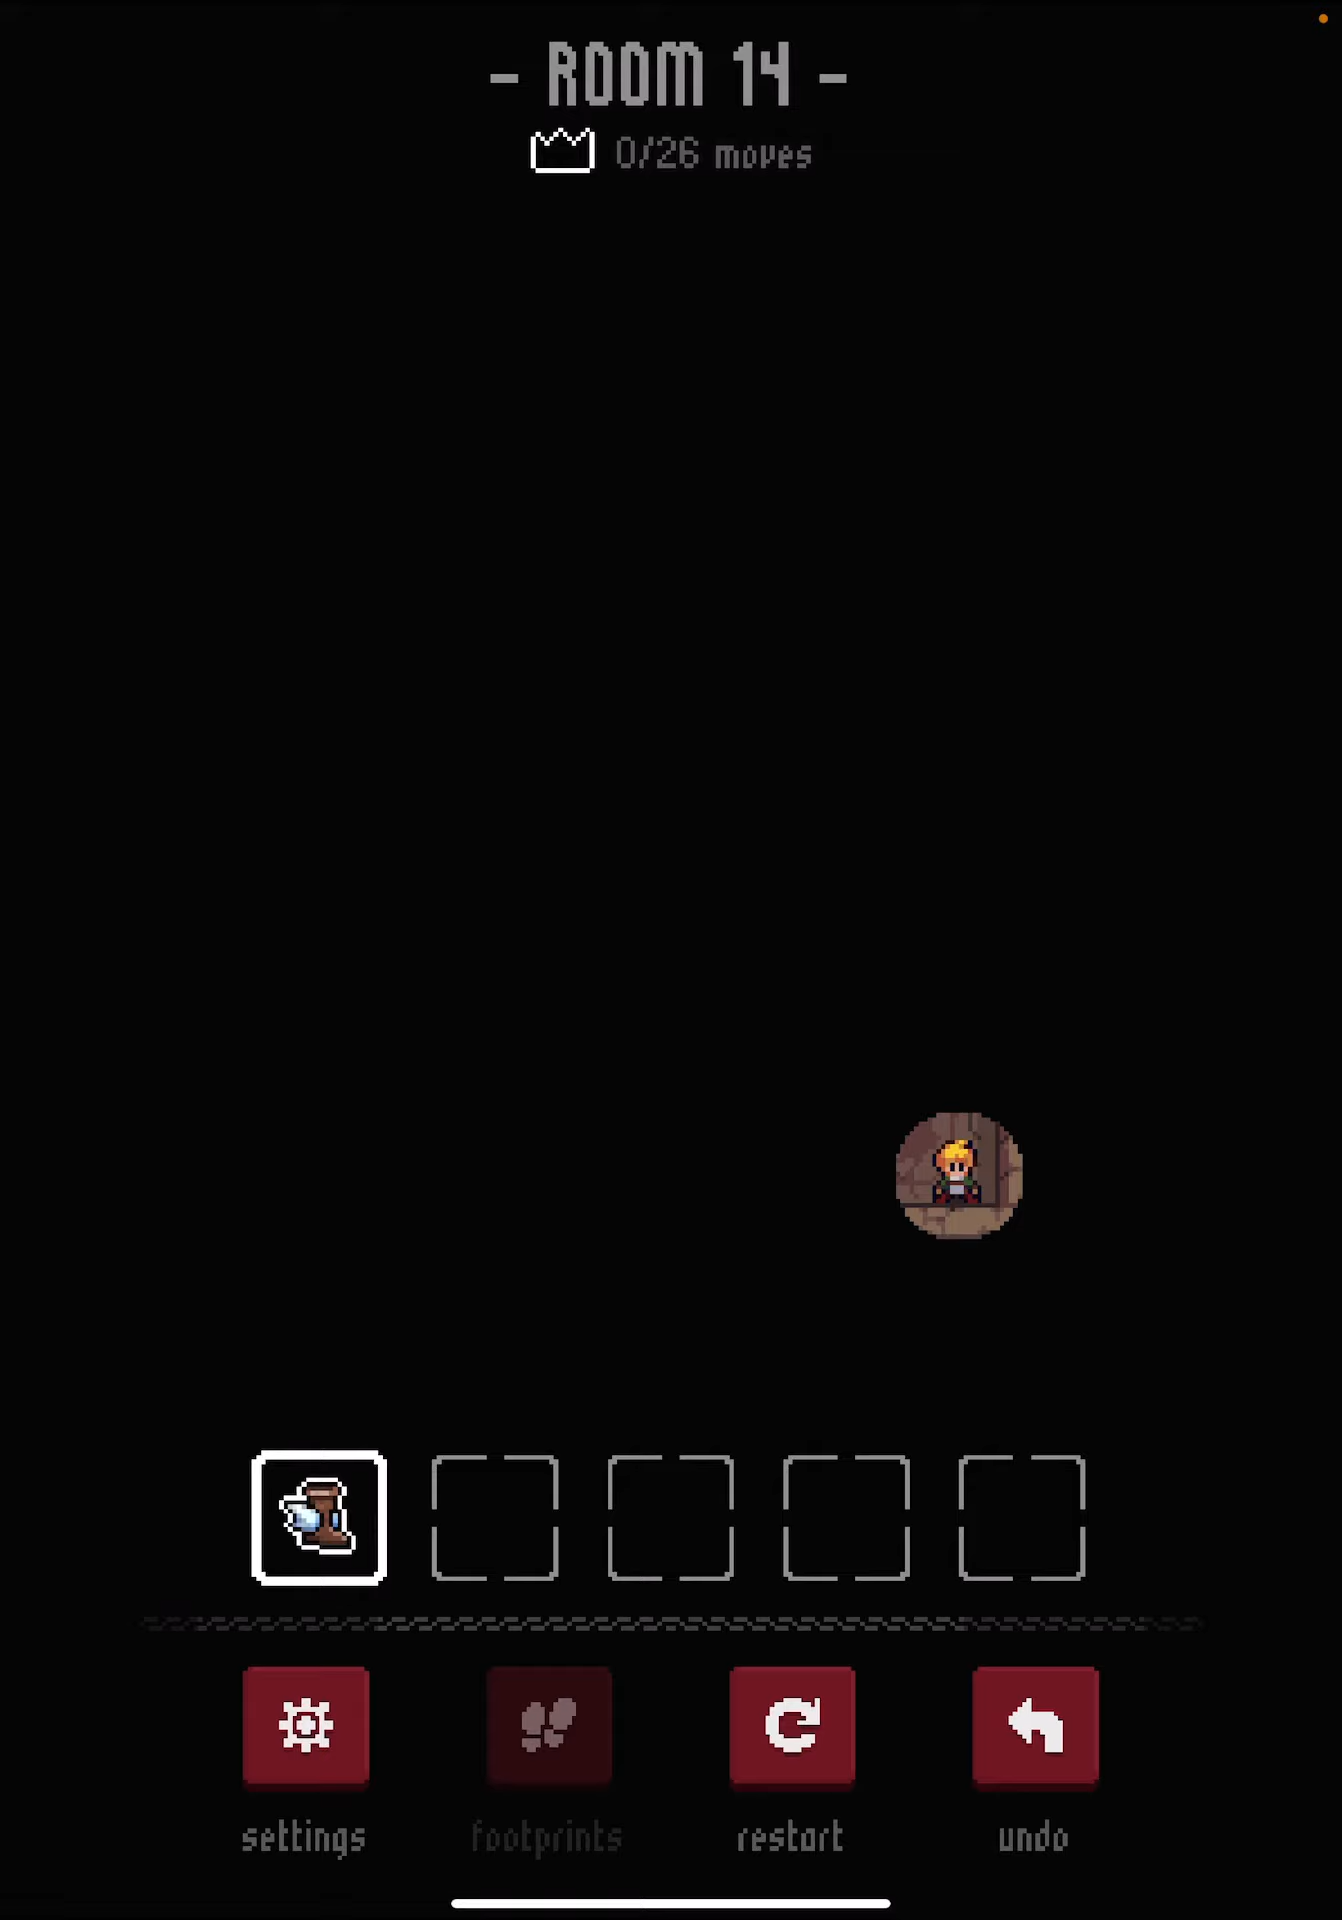 - ROOM 14 -
0/26 moves
settings
footprints
restart
undo